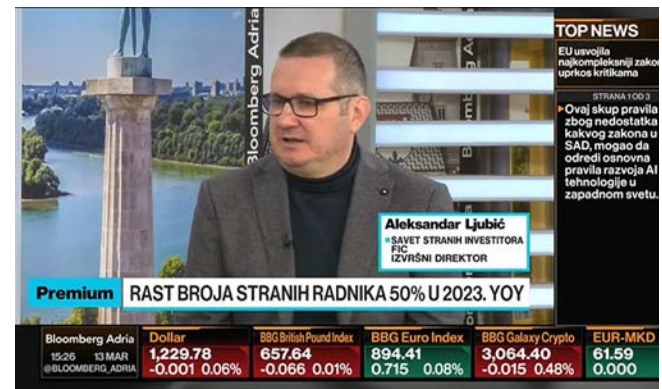 Bloomberg Adria
TOP NEWS
EU usvojila
najkompleksniji zakon
uprkos kritikama
STRANA 1 OD 3
Ovaj skup pravila
zbog nedostatka
kakvog zakona u
SAD, mogao da
odredi osnovna
pravila razvoja AI
tehnologije u
zapadnom svetu.
Aleksandar Ljubić
SAVET STRANIH INVESTITORA
FIC
IZVRŠNI DIREKTOR
Premium RAST BROJA STRANIH RADNIKA 50% U 2023. YOY
Bloomberg Adria
15:26 13 MAR
@BLOOMBERG_ADRIA
Dollar
1,229.78
-0.001 0.06%
BBG British Pound Index
657.64
-0.066 0.01%
BBG Euro Index
894.41
0.715 0.08%
BBG Galaxy Crypto
3,064.40
-0.015 0.48%
EUR-MKD
61.59
0.000